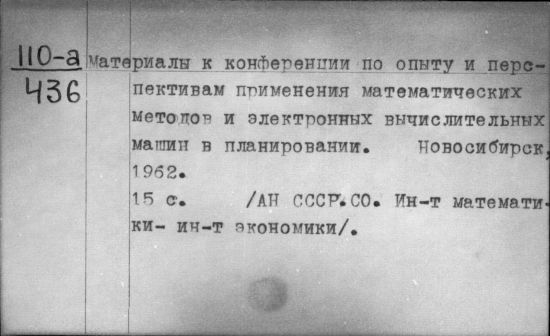 110-а
436
Материалы к конференции по опыту и перс-
пективам применения математических
методов и электронных вычислительных
машин в планировании. Новосибирск,
1962.
15 с. /АН СССР.СО. Ин-т математи-
ки- ин-т экономики/.